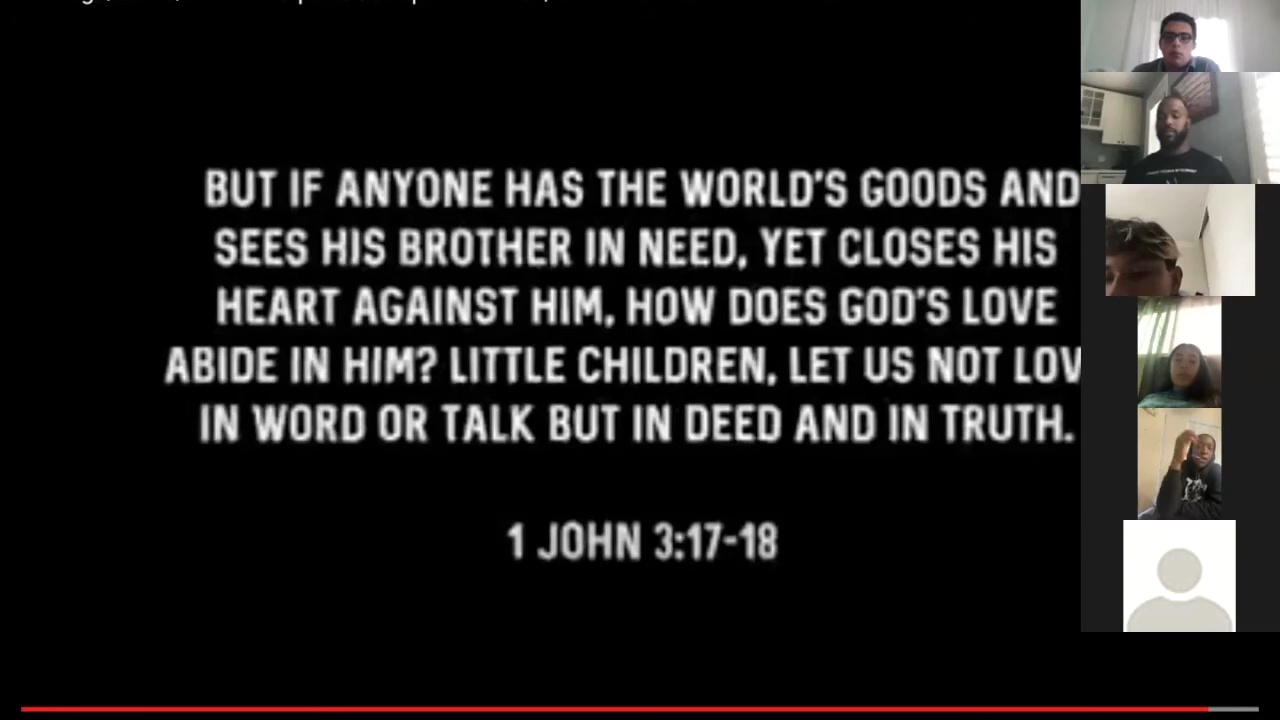 BUT IF ANYONE HAS THE WORLD'S GOODS AND
SEES HIS BROTHER IN NEED, YET CLOSES HIS
HEART AGAINST HIM, HOW DOES GOD'S LOVE
ABIDE IN HIM? LITTLE CHILDREN, LET US NOT LOV
IN WORD OR TALK BUT IN DEED AND IN TRUTH.
1 JOHN 3:17-18